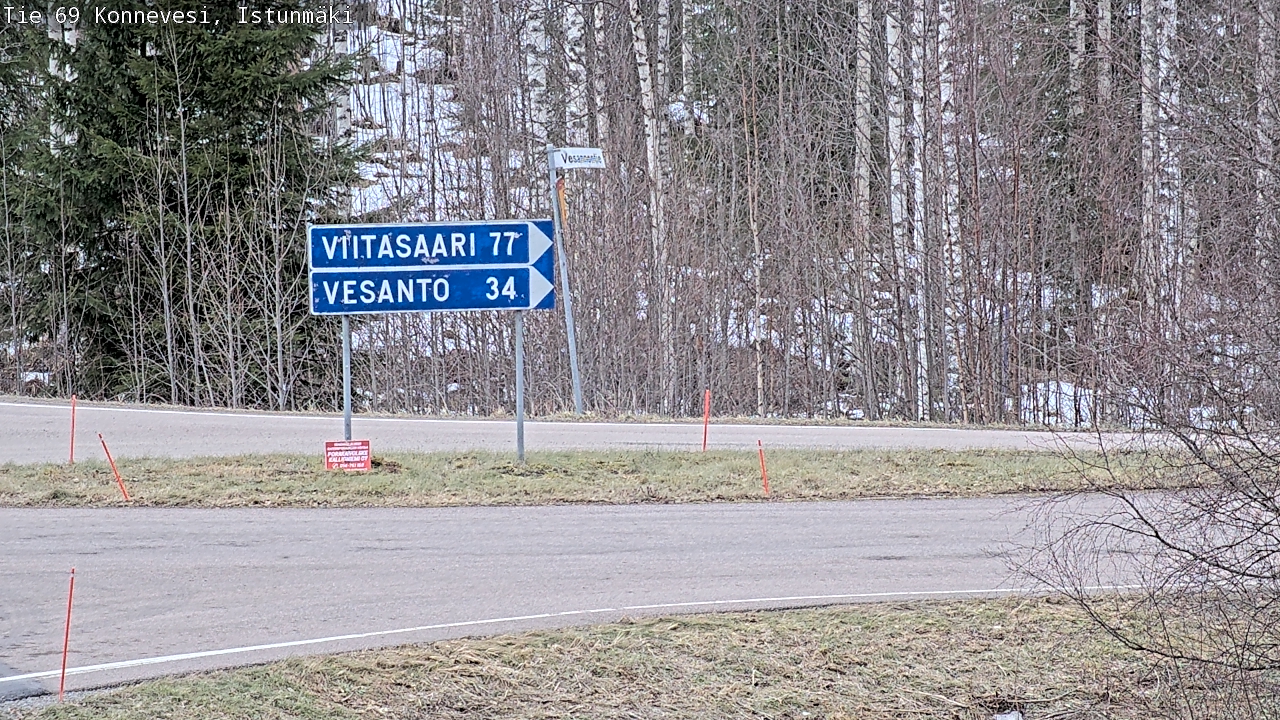 Tie 69 Konnevesi, Istunmäki
Vesannontie
VIITASAARI 77
VESANTO 34